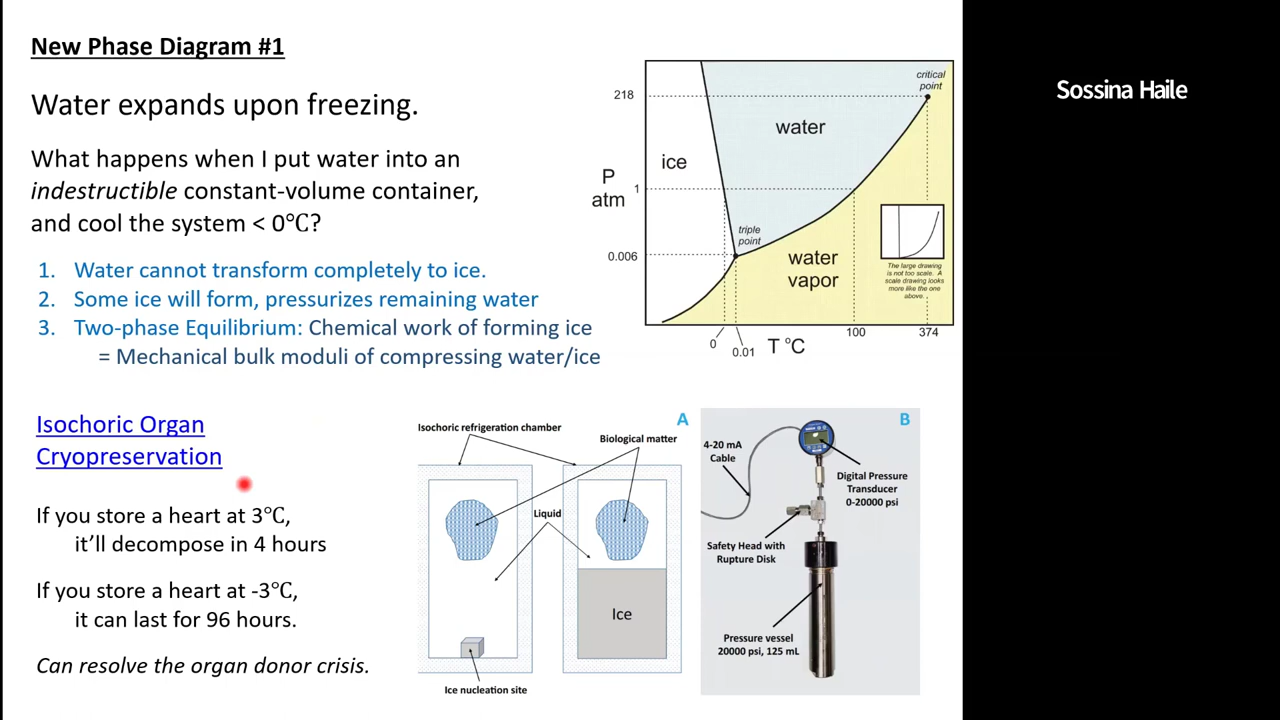 New Phase Diagram #1
Water expands upon freezing.
What happens when I put water into an
indestructible constant-volume container,
and cool the system < 0℃?
1. Water cannot transform completely to ice.
2. Some ice will form, pressurizes remaining water
3. Two-phase Equilibrium: Chemical work of forming ice
= Mechanical bulk moduli of compressing water/ice
critical
point
218
water
ice
P
atm
1
triple
point
0.006
water
vapor
The large drawing
is not too scale. A
scale drawing looks
more like the one
above.
0
0.01
T °C
100
374
Sossina Haile
Isochoric Organ
Cryopreservation
If you store a heart at 3℃,
it'll decompose in 4 hours
If you store a heart at -3℃,
it can last for 96 hours.
Can resolve the organ donor crisis.
A
Isochoric refrigeration chamber
Biological matter
Liquid
Ice
Ice nucleation site
B
4-20 mA
Cable
Digital Pressure
Transducer
0-20000 psi
Safety Head with
Rupture Disk
Pressure vessel
20000 psi, 125 mL